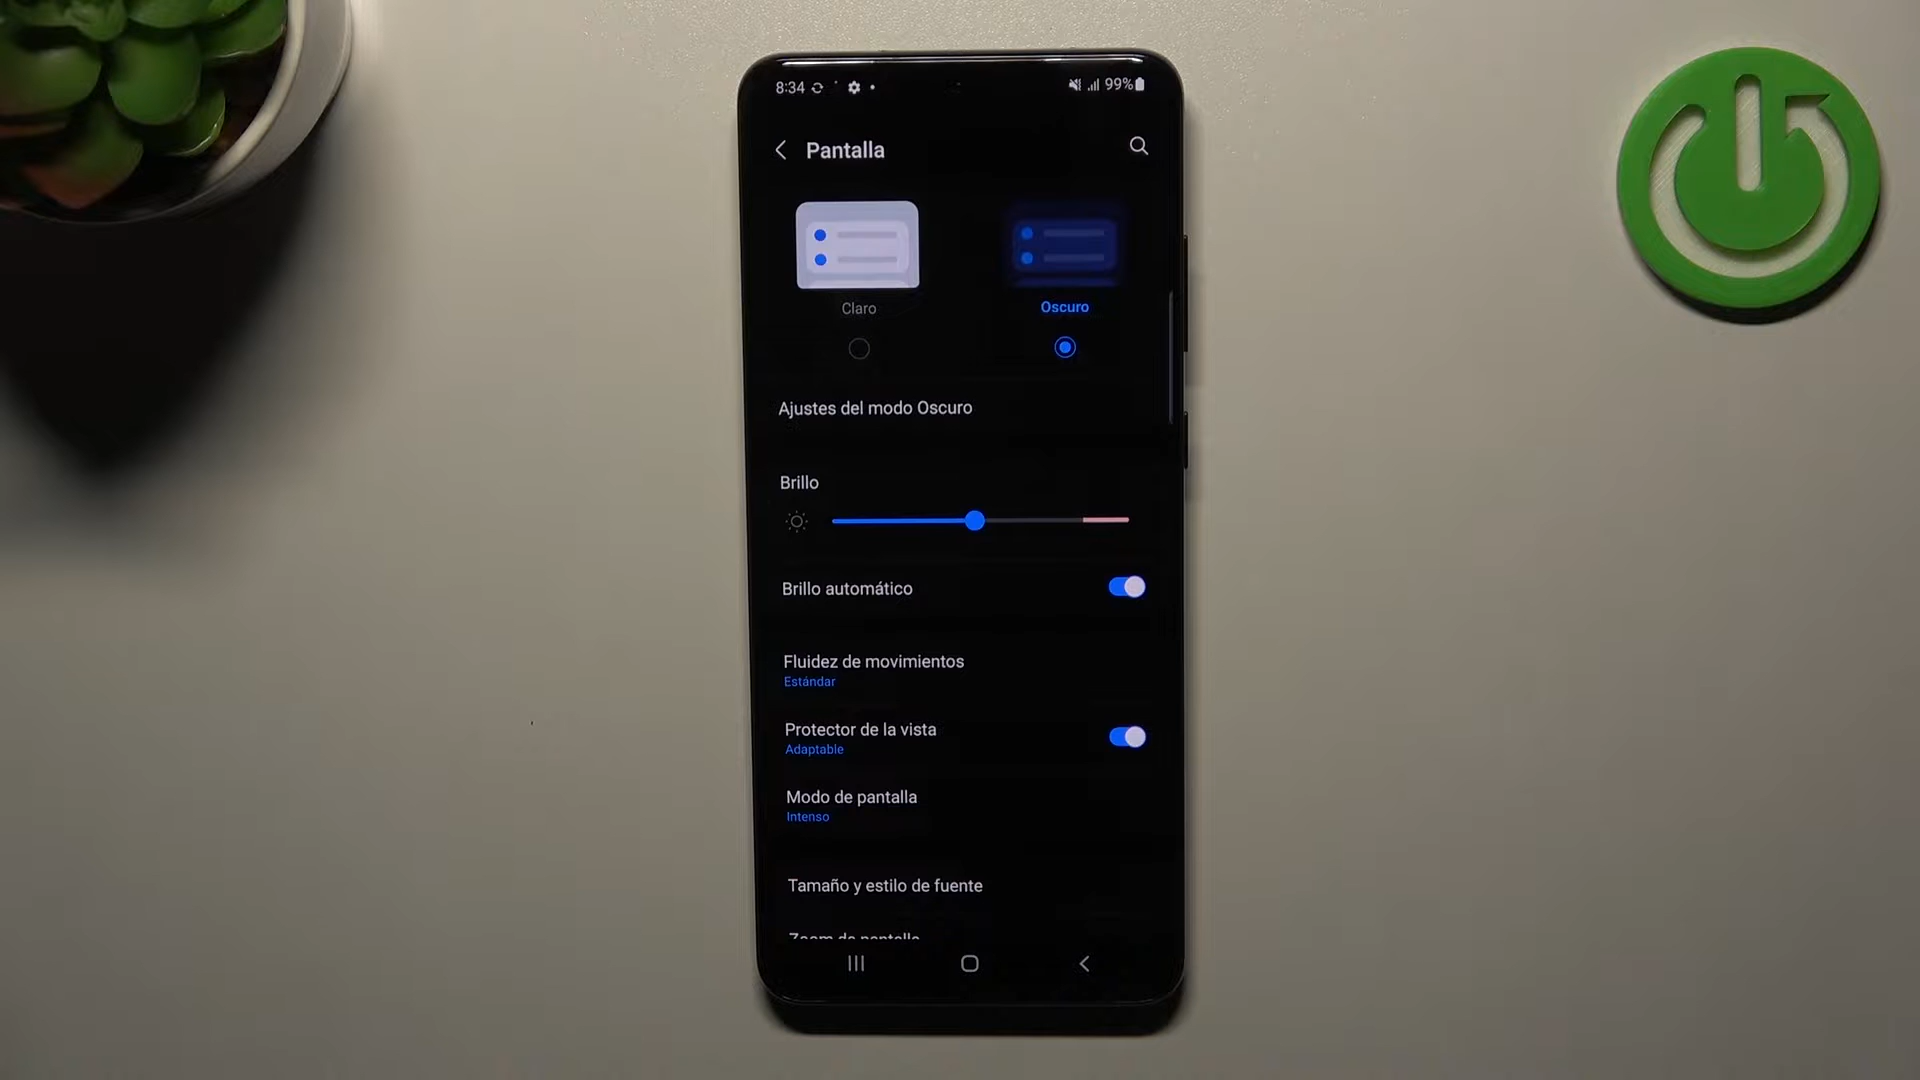 8:34 99%
Pantalla
Claro Oscuro
Ajustes del modo Oscuro
Brillo
Brillo automático
Fluidez de movimientos
Estándar
Protector de la vista
Adaptable
Modo de pantalla
Intenso
Tamaño y estilo de fuente
Zoom de pantalla